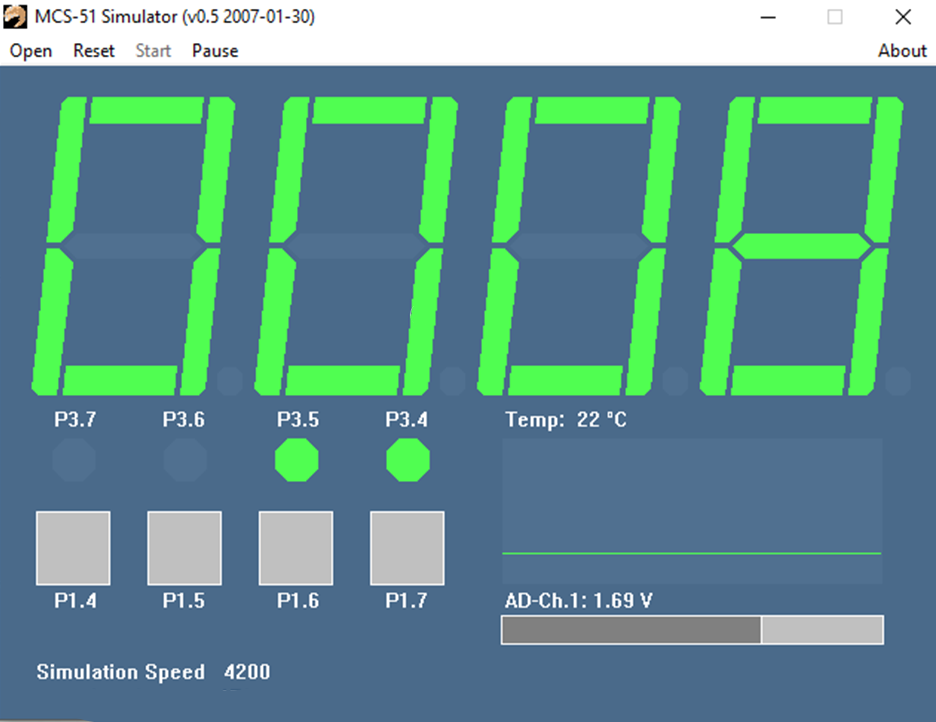 MCS-51 Simulator (v0.5 2007-01-30)
Open Reset Start Pause About
0008
P3.7 P3.6 P3.5 P3.4 Temp: 22 °C
P1.4 P1.5 P1.6 P1.7 AD-Ch.1: 1.69 V
Simulation Speed 4200